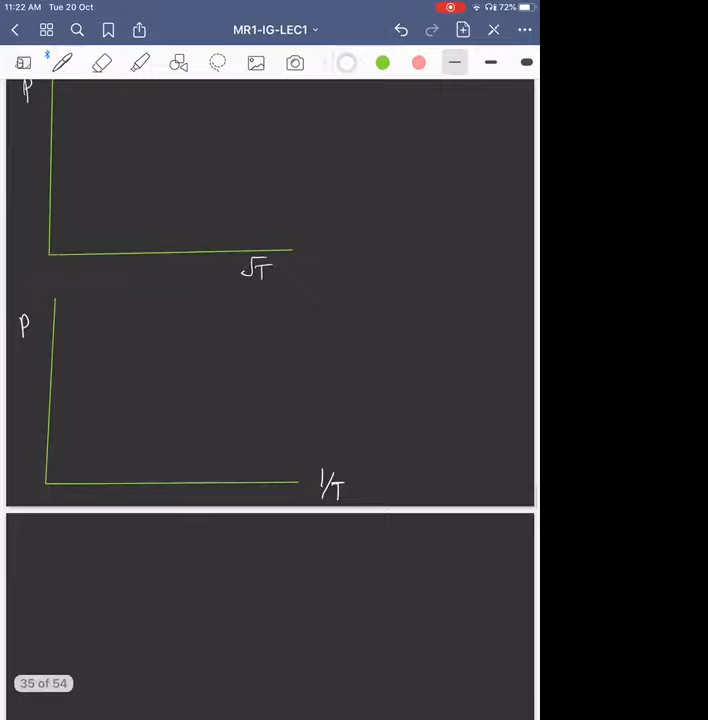 11:22 AM Tue 20 Oct 72%
MR1-IG-LEC1
P
√T
P
1/T
35 of 54